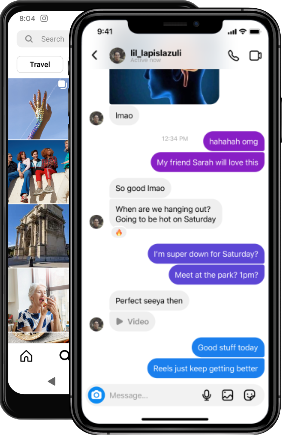 8:04
Search
Travel
9:41
lil_lapislazuli
Active now
lmao
12:34 PM
hahahah omg
My friend Sarah will love this
So good lmao
When are we hanging out?
Going to be hot on Saturday
🔥
I'm super down for Saturday?
Meet at the park? 1pm?
Perfect seeya then
Video
Good stuff today
Reels just keep getting better
Message...